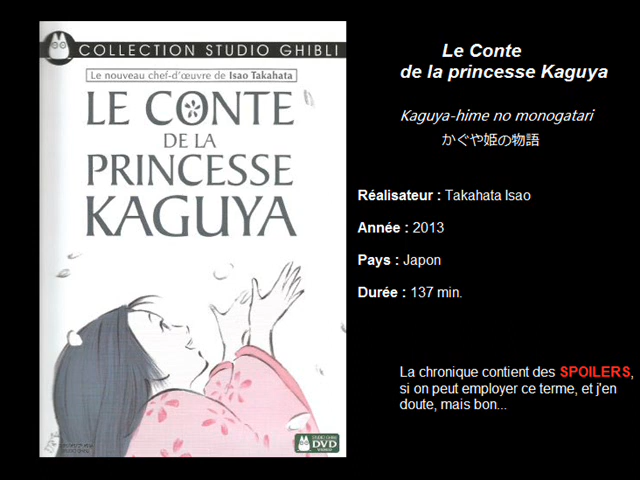 COLLECTION STUDIO GHIBLI
Le nouveau chef-d'œuvre de Isao Takahata
LE CONTE
DE LA
PRINCESSE
KAGUYA
DVD
Le Conte
de la princesse Kaguya
Kaguya-hime no monogatari
かぐや姫の物語
Réalisateur : Takahata Isao
Année : 2013
Pays : Japon
Durée : 137 min.
La chronique contient des SPOILERS,
si on peut employer ce terme, et j'en
doute, mais bon...